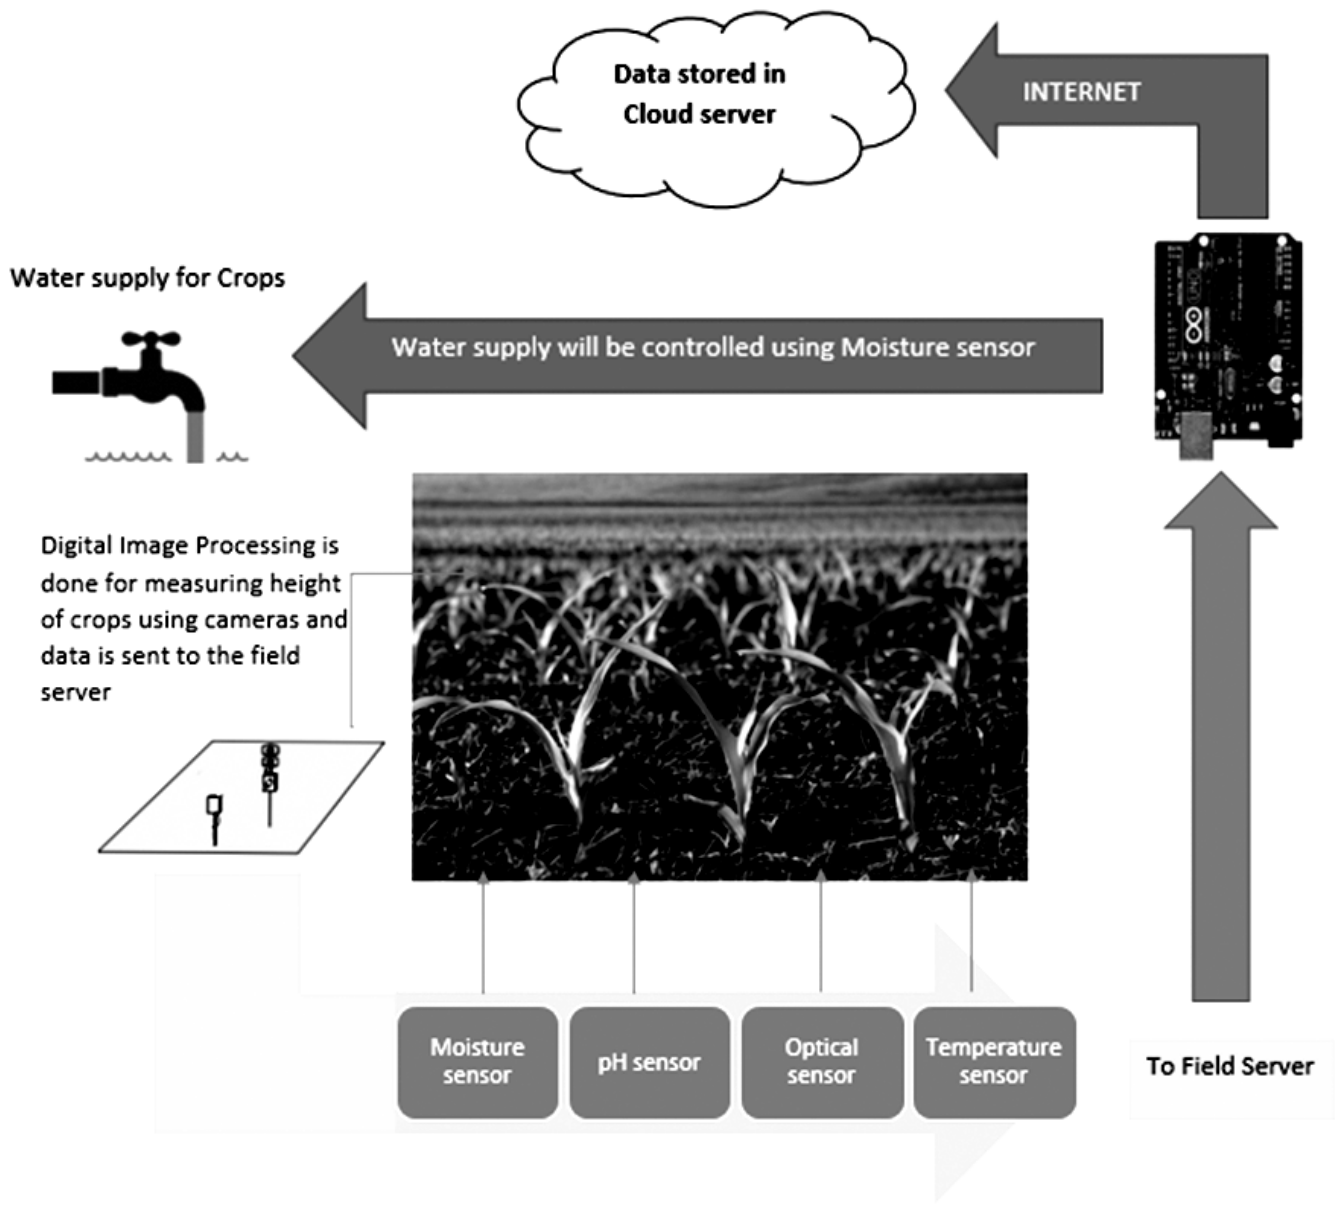 Data stored in
Cloud server
INTERNET
Water supply for Crops
Water supply will be controlled using Moisture sensor
UNO
Digital Image Processing is
done for measuring height
of crops using cameras and
data is sent to the field
server
Moisture
sensor
pH sensor
Optical
sensor
Temperature
sensor
To Field Server